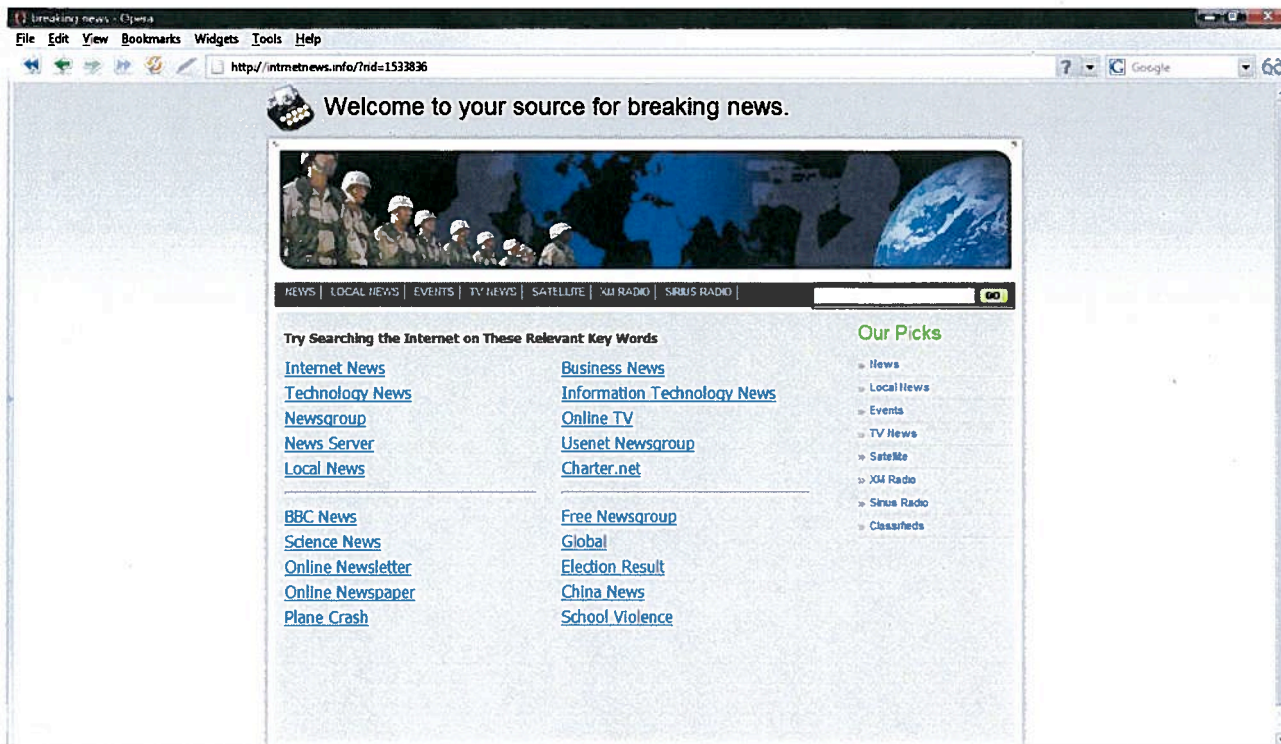 breaking news - Opera
File Edit View Bookmarks Widgets Tools Help
http://intrnetnews.info/?rid=1533836
? G Google
Welcome to your source for breaking news.
NEWS | LOCAL NEWS | EVENTS | TV NEWS | SATELLITE | XM RADIO | SIRIUS RADIO |
GO
Try Searching the Internet on These Relevant Key Words
Internet News
Technology News
Newsgroup
News Server
Local News
Business News
Information Technology News
Online TV
Usenet Newsgroup
Charter.net
BBC News
Science News
Online Newsletter
Online Newspaper
Plane Crash
Free Newsgroup
Global
Election Result
China News
School Violence
Our Picks
» News
» Local News
» Events
» TV News
» Satellite
» XM Radio
» Sirius Radio
» Classifieds